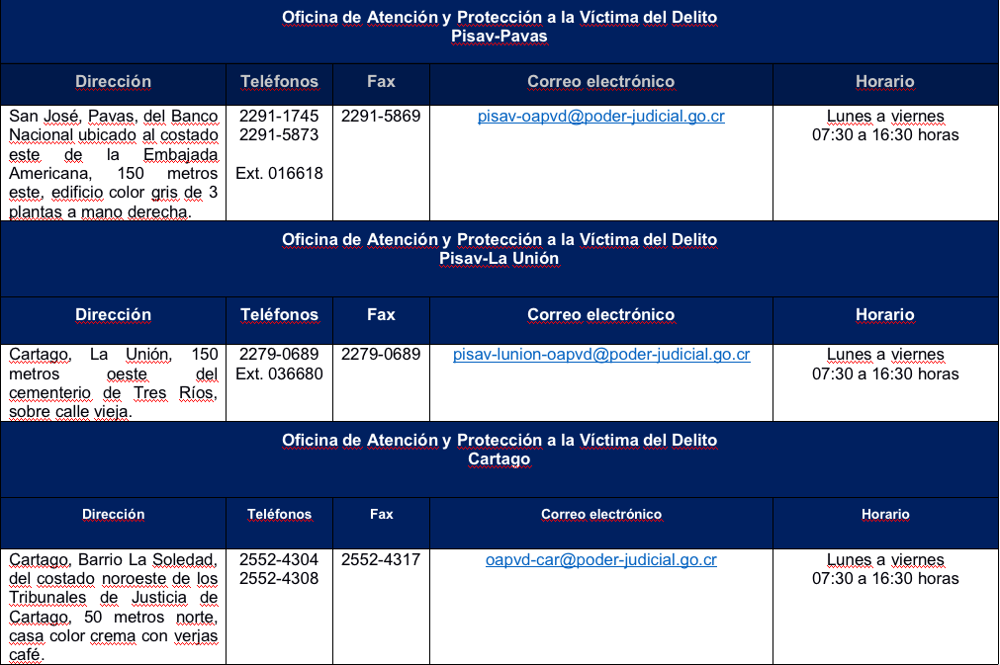 Oficina de Atención y Protección a la Víctima del Delito
Pisav-Pavas
Dirección
Teléfonos
Fax
Correo electrónico
Horario
San José, Pavas, del Banco
Nacional ubicado al costado
este de la Embajada
Americana, 150 metros
este, edificio color gris de 3
plantas a mano derecha.
2291-1745
2291-5873
Ext. 016618
2291-5869
pisav-oapvd@poder-judicial.go.cr
Lunes a viernes
07:30 a 16:30 horas
Oficina de Atención y Protección a la Víctima del Delito
Pisav-La Unión
Dirección
Teléfonos
Fax
Correo electrónico
Horario
Cartago, La Unión, 150
metros oeste del
cementerio de Tres Ríos,
sobre calle vieja.
2279-0689
Ext. 036680
2279-0689
pisav-lunion-oapvd@poder-judicial.go.cr
Lunes a viernes
07:30 a 16:30 horas
Oficina de Atención y Protección a la Víctima del Delito
Cartago
Dirección
Teléfonos
Fax
Correo electrónico
Horario
Cartago, Barrio La Soledad,
del costado noroeste de los
Tribunales de Justicia de
Cartago, 50 metros norte,
casa color crema con verjas
café.
2552-4304
2552-4308
2552-4317
oapvd-car@poder-judicial.go.cr
Lunes a viernes
07:30 a 16:30 horas